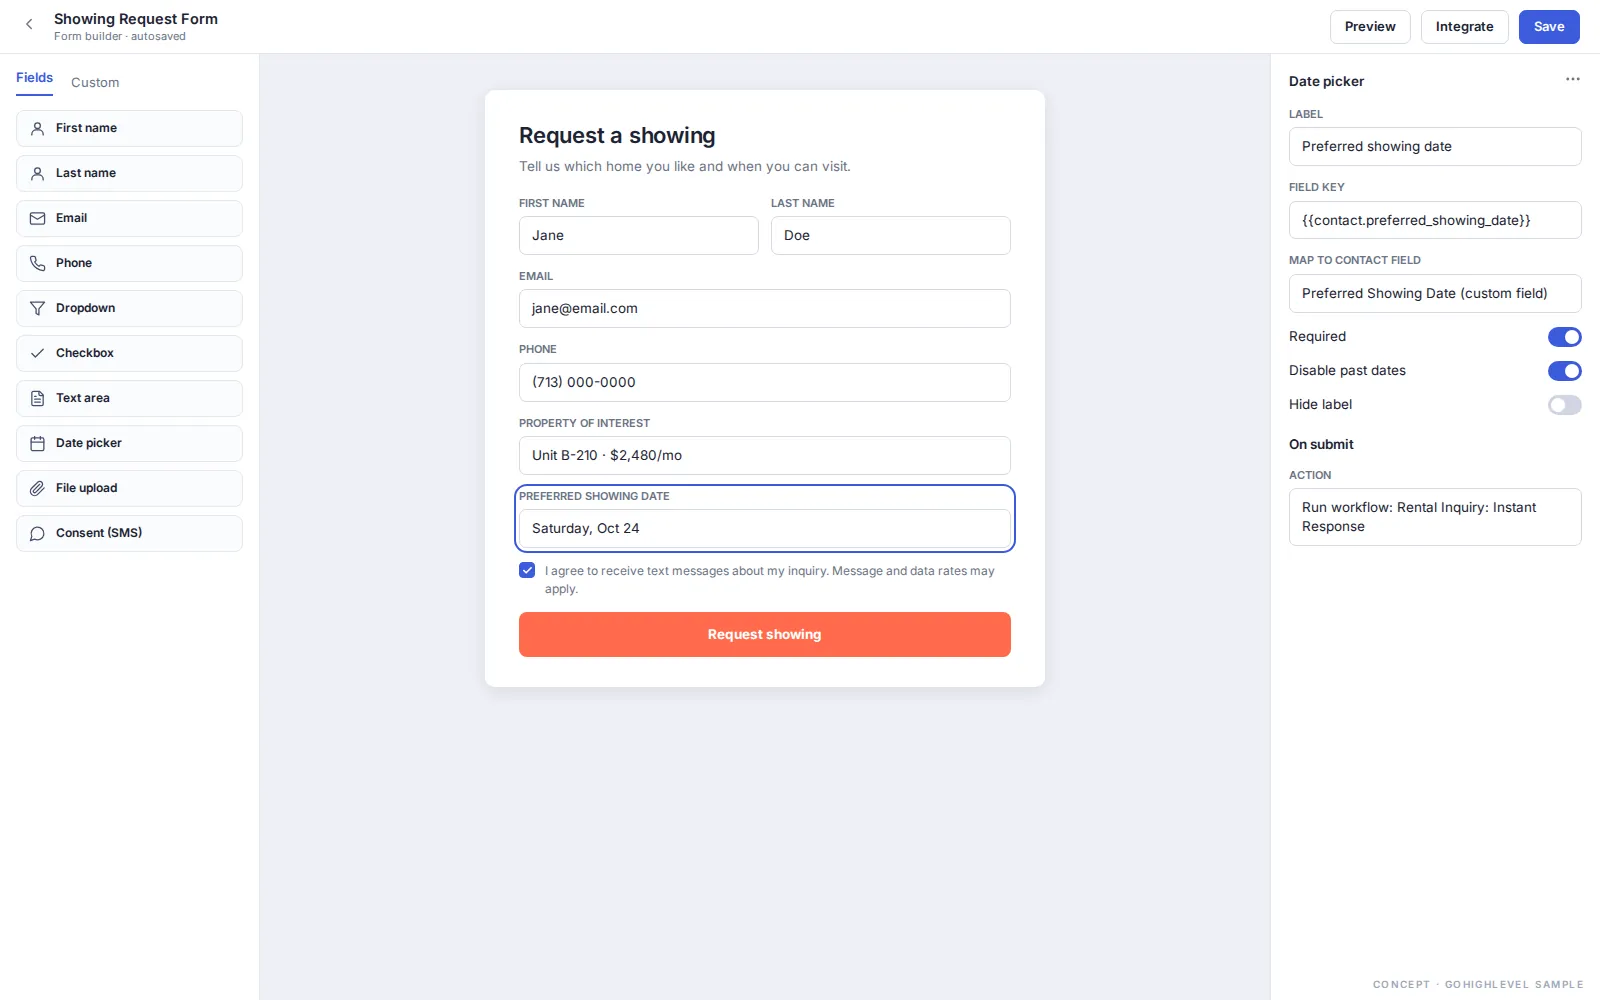 Showing Request Form
Form builder · autosaved
Preview
Integrate
Save
Fields
Custom
First name
Last name
Email
Phone
Dropdown
Checkbox
Text area
Date picker
File upload
Consent (SMS)
Request a showing
Tell us which home you like and when you can visit.
FIRST NAME
LAST NAME
Jane
Doe
EMAIL
jane@email.com
PHONE
(713) 000-0000
PROPERTY OF INTEREST
Unit B-210 · $2,480/mo
PREFERRED SHOWING DATE
Saturday, Oct 24
I agree to receive text messages about my inquiry. Message and data rates may
apply.
Request showing
Date picker
LABEL
Preferred showing date
FIELD KEY
{{contact.preferred_showing_date}}
MAP TO CONTACT FIELD
Preferred Showing Date (custom field)
Required
Disable past dates
Hide label
On submit
ACTION
Run workflow: Rental Inquiry: Instant
Response
CONCEPT · GOHIGHLEVEL SAMPLE